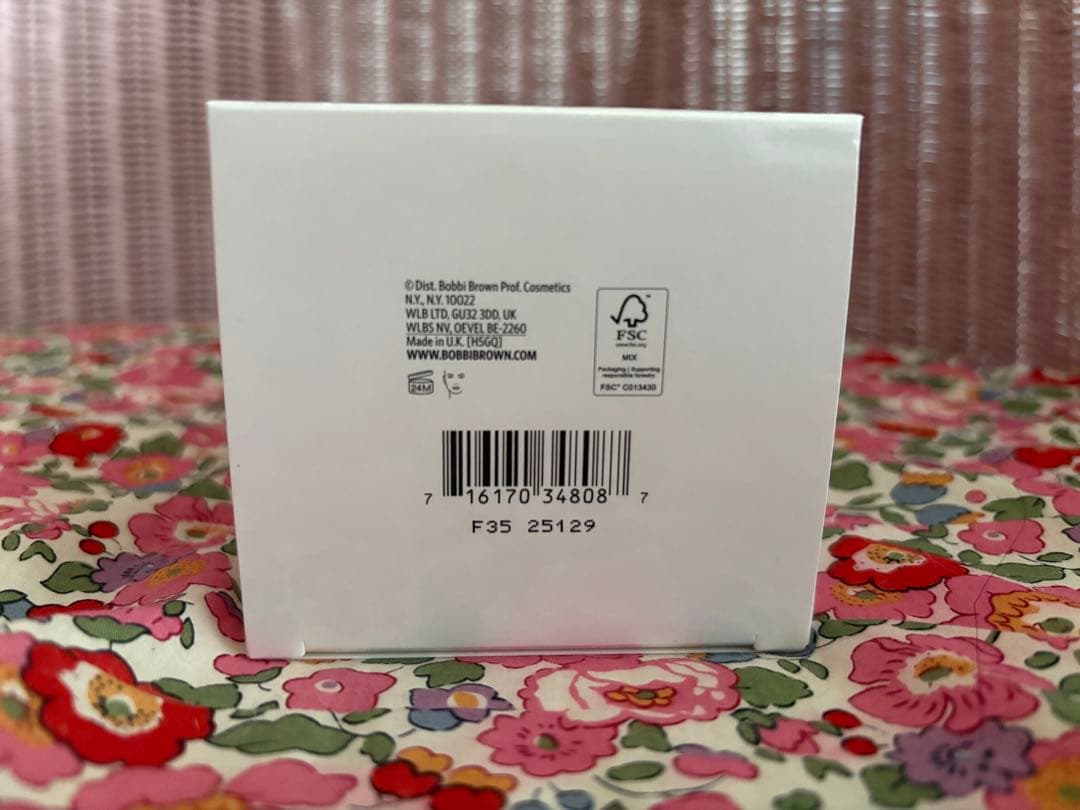 © Dist. Bobbi Brown Prof. Cosmetics
N.Y., N.Y. 10022
WLB LTD, GU32 3DD, UK
WLBS NV, OEVEL BE-2260
Made in U.K. [H5GQ]
WWW.BOBBIBROWN.COM
24M
™
FSC
www.fsc.org
MIX
Packaging | Supporting
responsible forestry
FSC® C013430
7 16170 34808 7
F35 25129